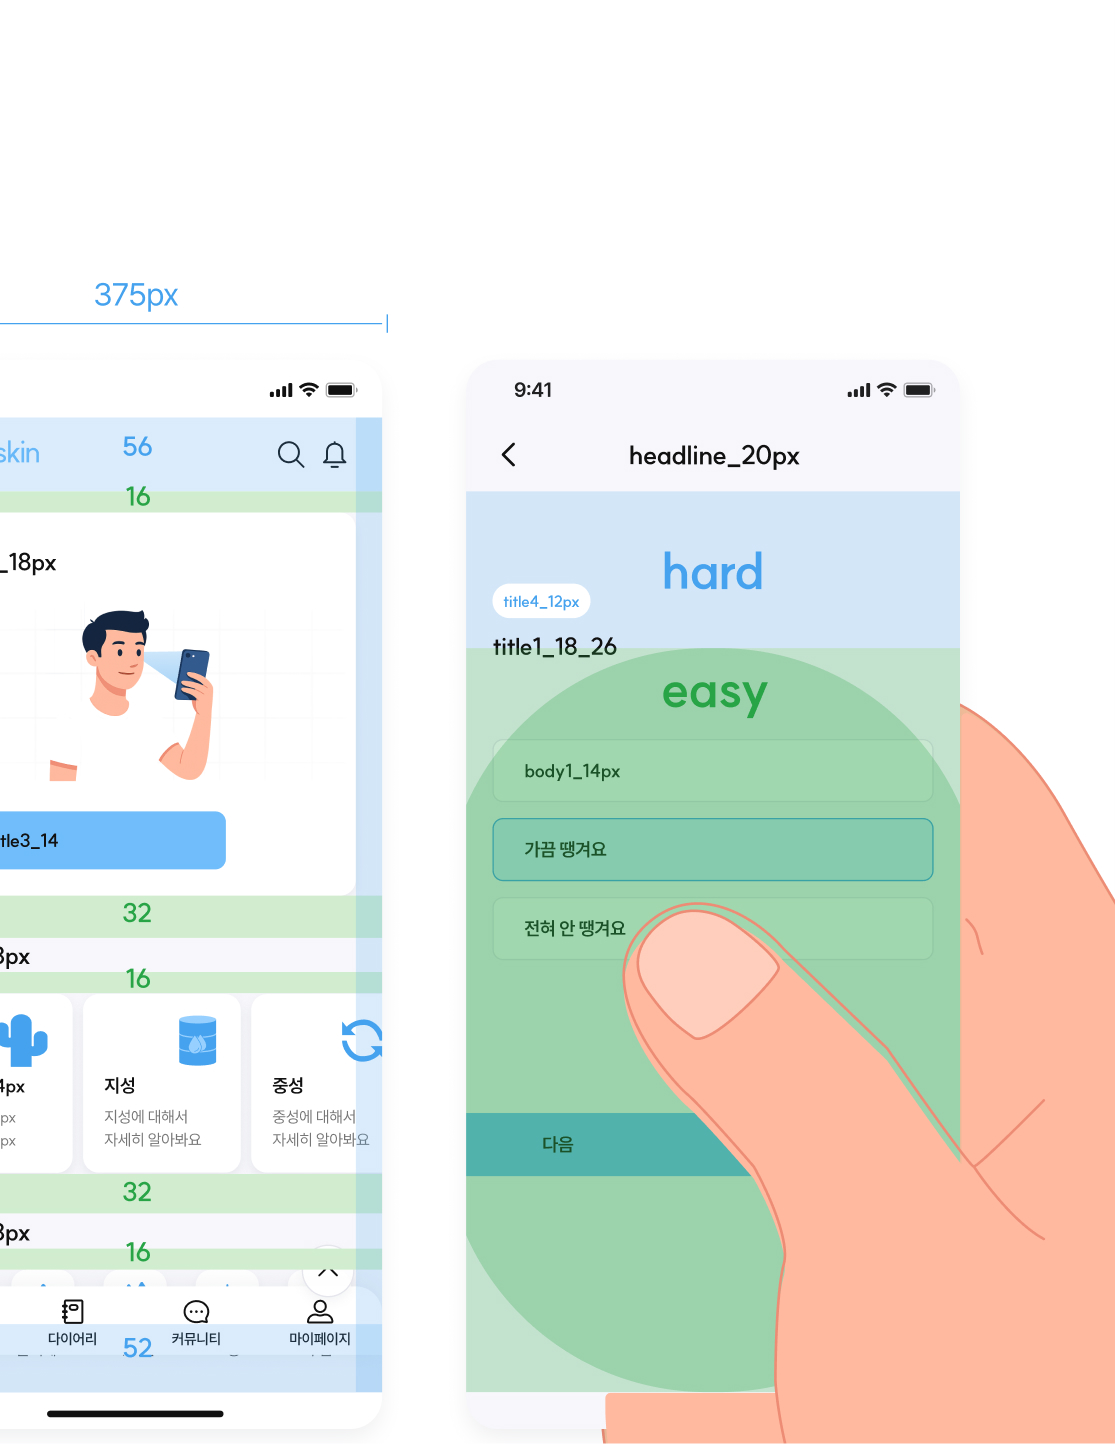 375px
skin
56
16
_18px
tle3_14
32
3px
16
4px
px
px
지성
지성에 대해서
자세히 알아봐요
중성
중성에 대해서
자세히 알아봐요
32
3px
16
다이어리
52
커뮤니티
마이페이지
9:41
headline_20px
hard
title4_12px
title1_18_26
easy
body1_14px
가끔 땡겨요
전혀 안 땡겨요
다음